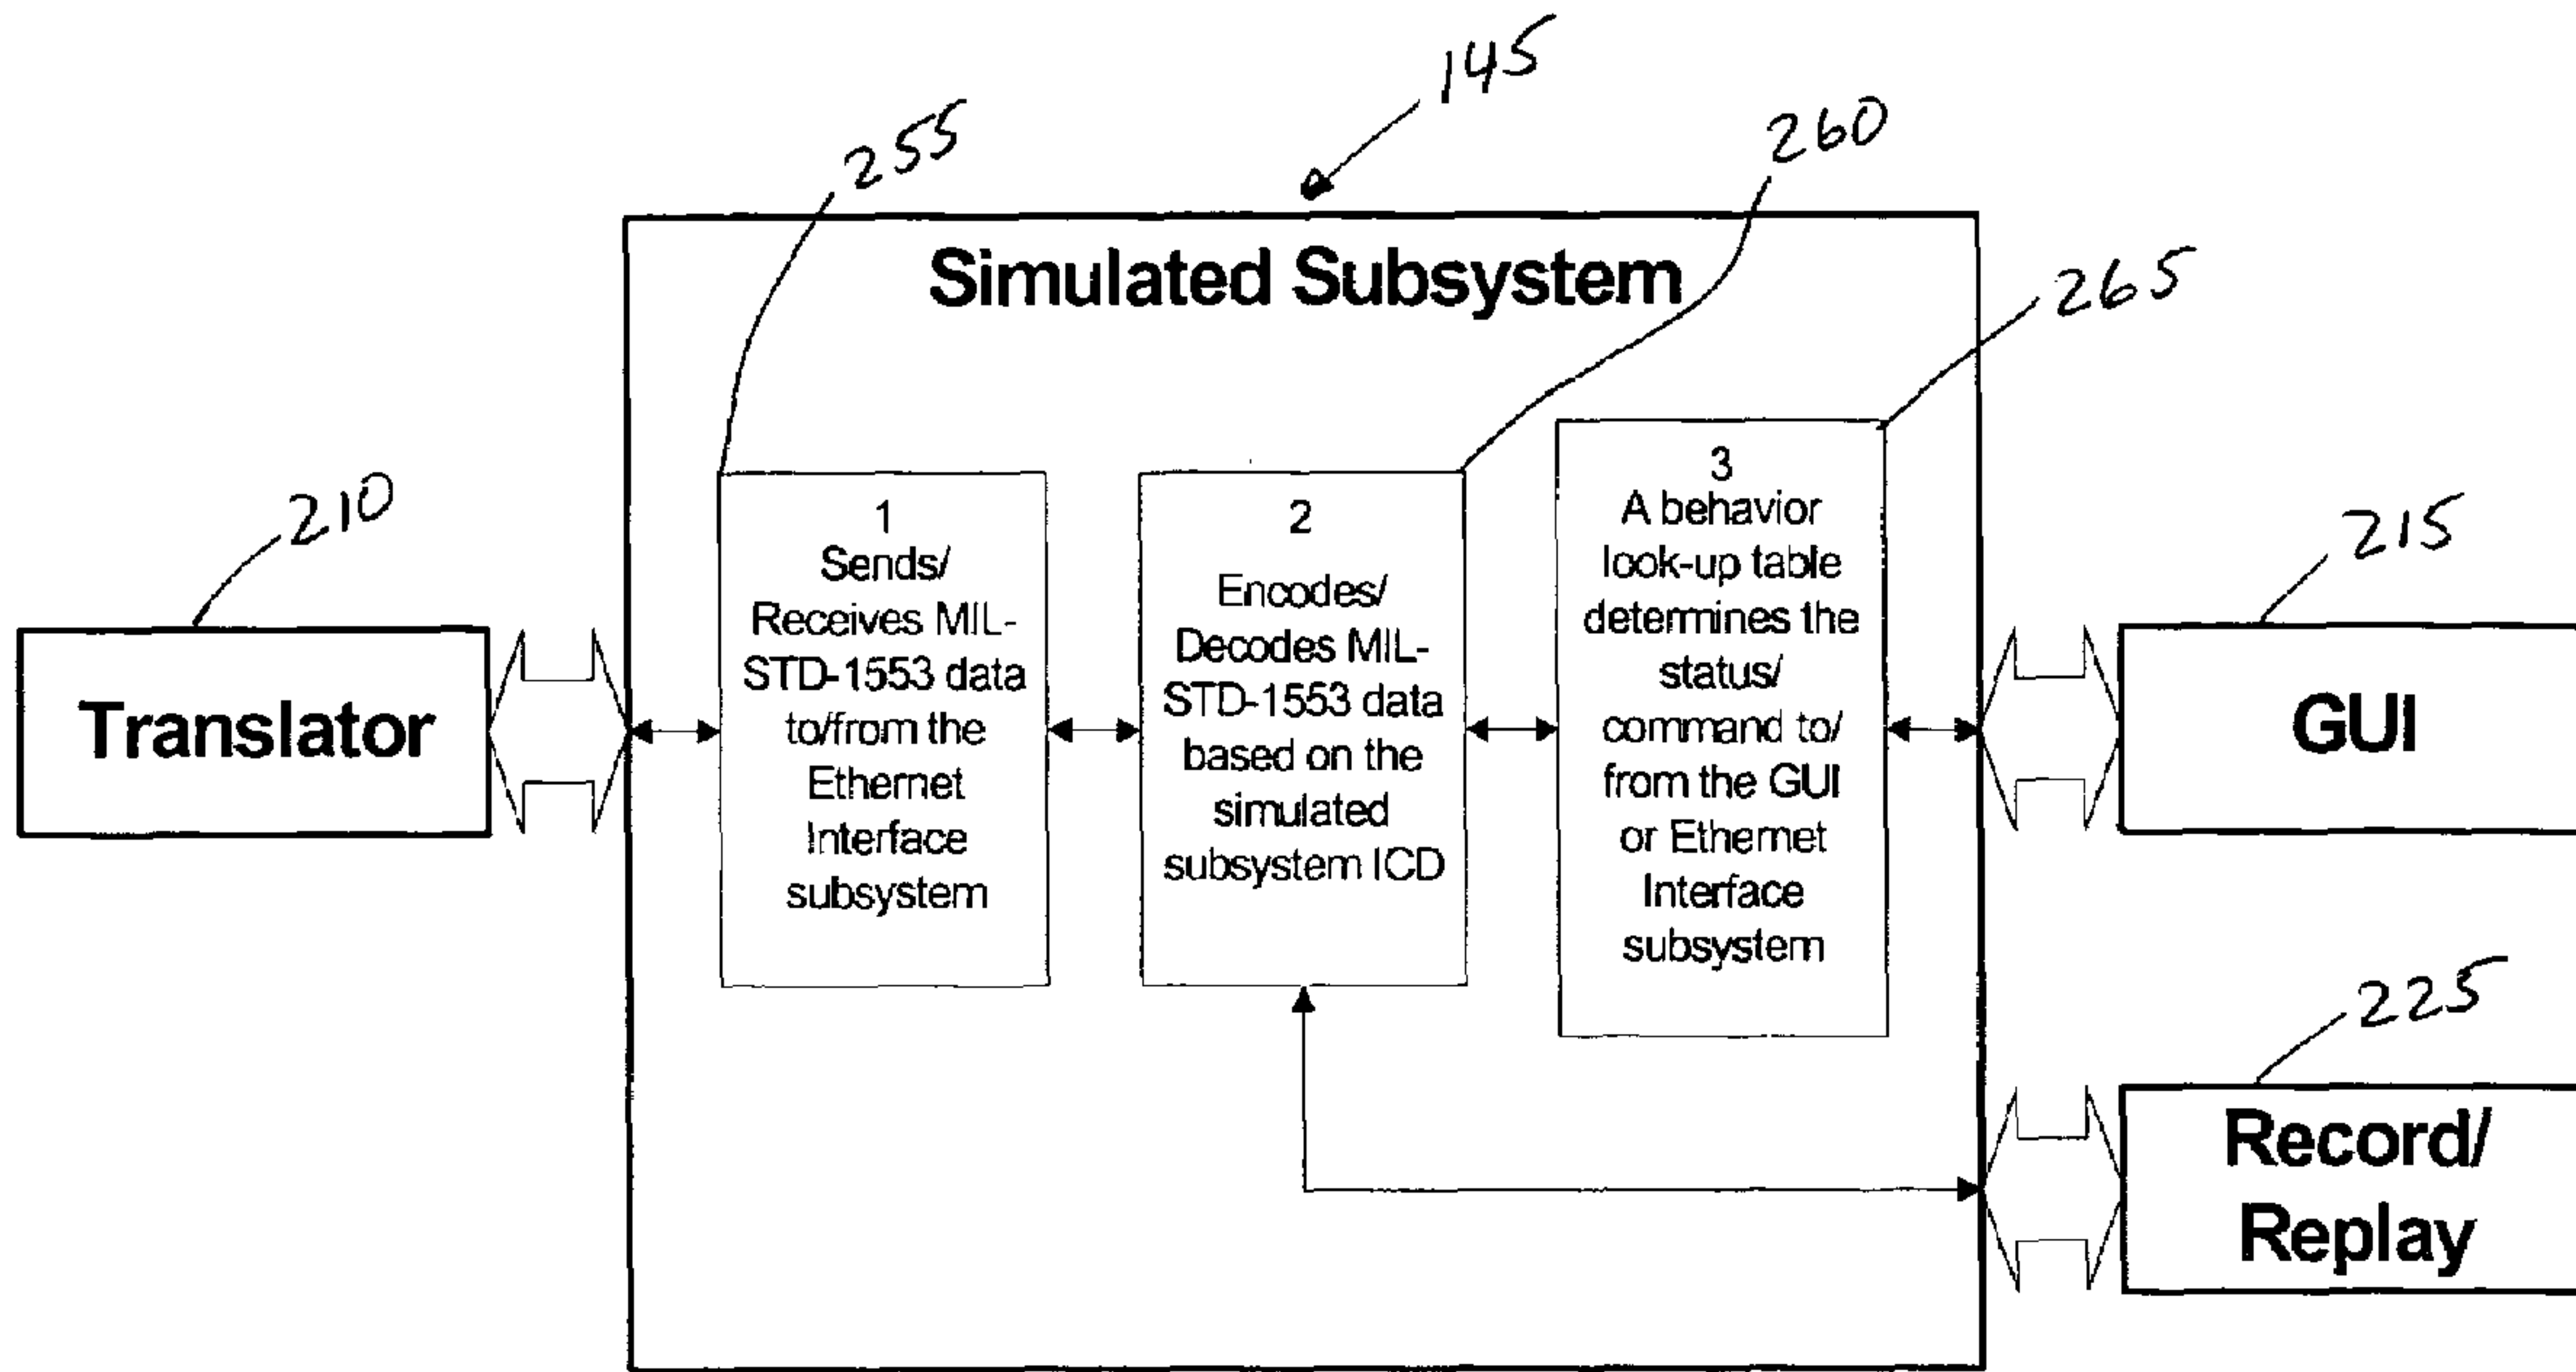 145
255
260
Simulated Subsystem
265
210
1
Sends/
Receives MIL-
STD-1553 data
to/from the
Ethernet
Interface
subsystem
2
Encodes/
Decodes MIL-
STD-1553 data
based on the
simulated
subsystem ICD
3
A behavior
look-up table
determines the
status/
command to/
from the GUI
or Ethernet
Interface
subsystem
215
Translator
GUI
225
Record/
Replay